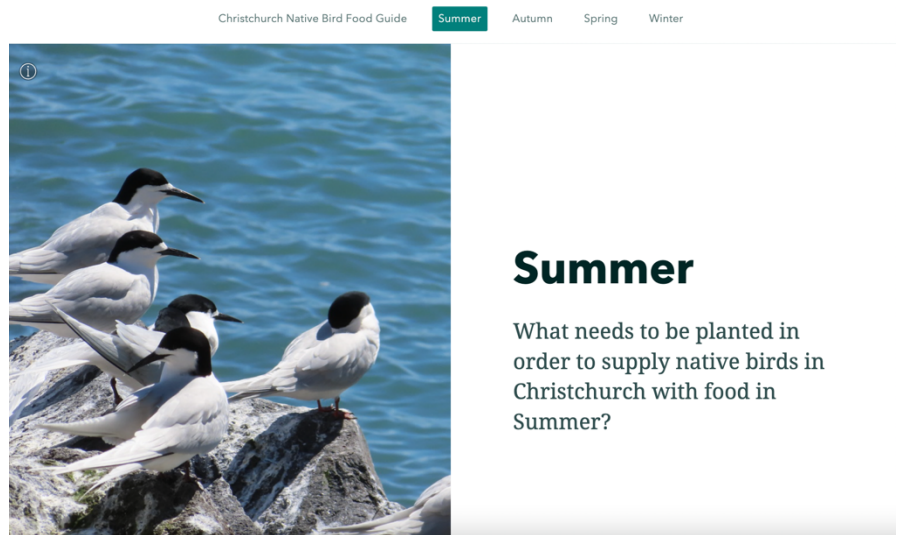 Christchurch Native Bird Food Guide Summer Autumn Spring Winter
Summer
What needs to be planted in
order to supply native birds in
Christchurch with food in
Summer?